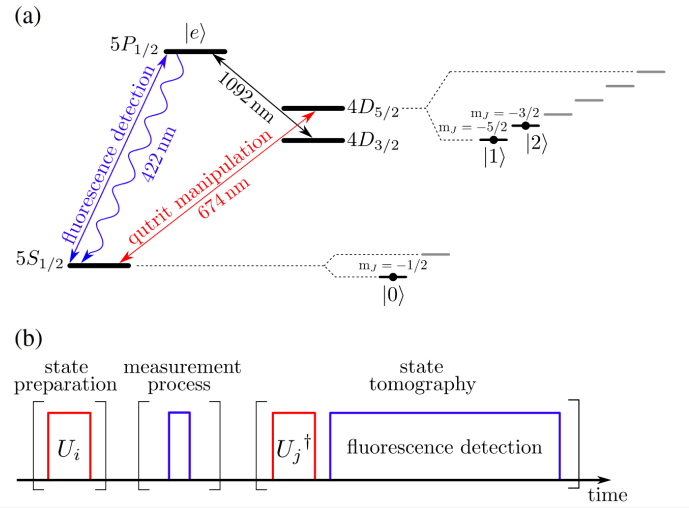 (a)
|e⟩
5P1/2
1092 nm
4D5/2
4D3/2
fluorescence detection
422 nm
qutrit manipulation
674 nm
mJ = −3/2
mJ = −5/2
|2⟩
|1⟩
5S1/2
mJ = −1/2
|0⟩
(b)
state
preparation
measurement
process
state
tomography
Ui
Uj†
fluorescence detection
time